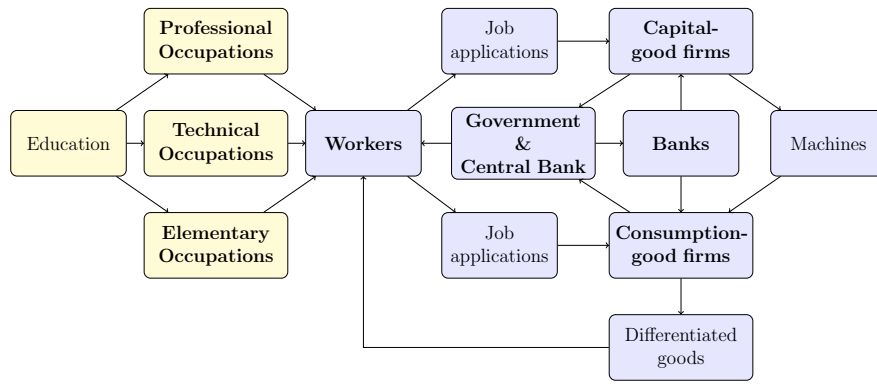 Professional
Occupations
Job
applications
Capital-
good firms
Education
Technical
Occupations
Workers
Government
&
Central Bank
Banks
Machines
Elementary
Occupations
Job
applications
Consumption-
good firms
Differentiated
goods